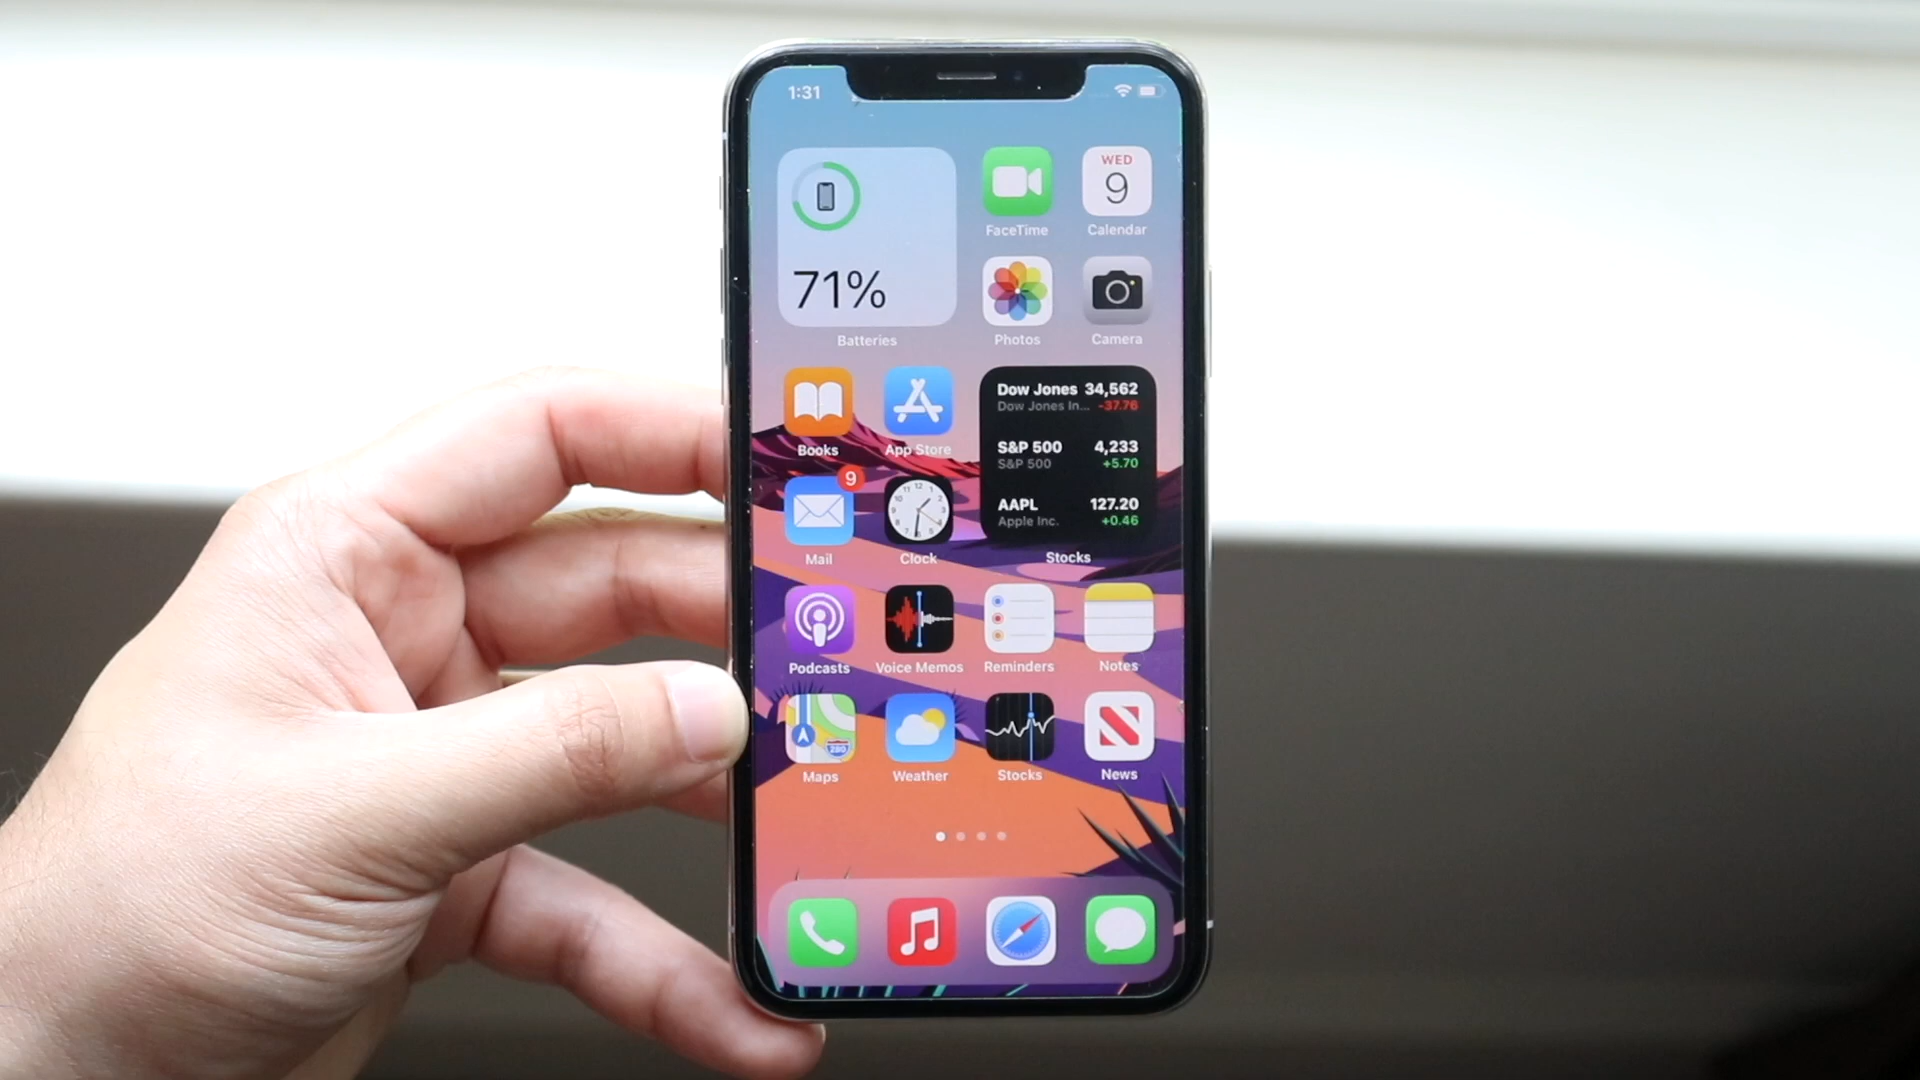 1:31
WED
9
FaceTime
Calendar
71%
Batteries
Photos
Camera
Books
App Store
Dow Jones 34,562
Dow Jones In... -37.76
S&P 500 4,233
S&P 500 +5.70
AAPL 127.20
Apple Inc. +0.46
Stocks
9
Mail
Clock
Podcasts
Voice Memos
Reminders
Notes
280
Maps
Weather
Stocks
News